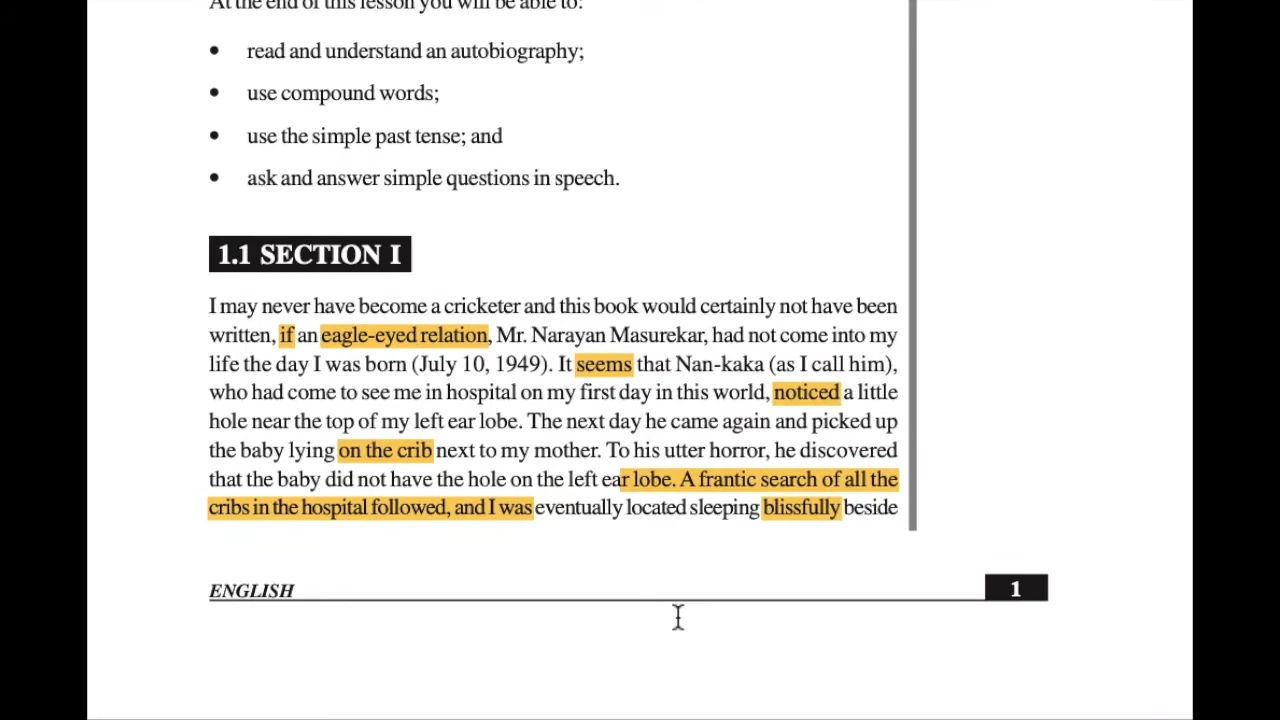 At the end of this lesson you will be able to:
• read and understand an autobiography;
• use compound words;
• use the simple past tense; and
• ask and answer simple questions in speech.
1.1 SECTION I
I may never have become a cricketer and this book would certainly not have been
written, if an eagle-eyed relation, Mr. Narayan Masurekar, had not come into my
life the day I was born (July 10, 1949). It seems that Nan-kaka (as I call him),
who had come to see me in hospital on my first day in this world, noticed a little
hole near the top of my left ear lobe. The next day he came again and picked up
the baby lying on the crib next to my mother. To his utter horror, he discovered
that the baby did not have the hole on the left ear lobe. A frantic search of all the
cribs in the hospital followed, and I was eventually located sleeping blissfully beside
ENGLISH
1